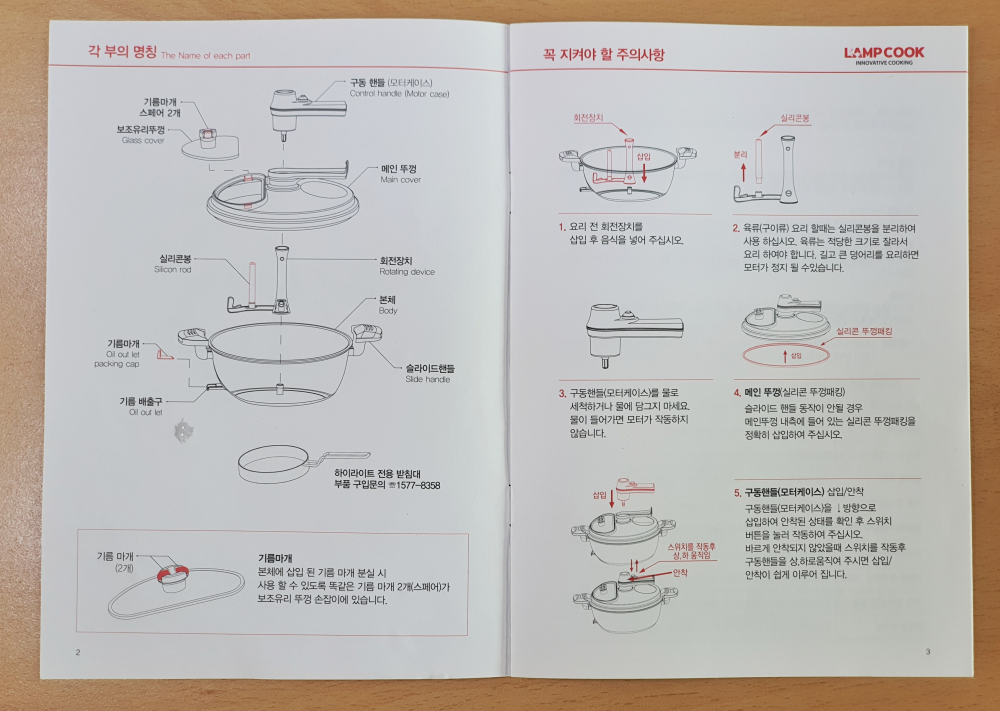 각 부의 명칭 The Name of each part
구동 핸들 (모터케이스)
Control handle (Motor case)
기름마개
스페어 2개
보조유리뚜껑
Glass cover
메인 뚜껑
Main cover
실리콘봉
Silicon rod
회전장치
Rotating device
본체
Body
기름마개
Oil out let
packing cap
슬라이드핸들
Slide handle
기름 배출구
Oil out let
하이라이트 전용 받침대
부품 구입문의 ☎1577-8358
기름 마개
(2개)
기름마개
본체에 삽입 된 기름 마개 분실 시
사용 할 수 있도록 똑같은 기름 마개 2개(스페어)가
보조유리 뚜껑 손잡이에 있습니다.
2
꼭 지켜야 할 주의사항
LAMPCOOK
INNOVATIVE COOKING
회전장치
삽입
실리콘봉
분리
1. 요리 전 회전장치를
삽입 후 음식을 넣어 주십시오.
2. 육류(구이류) 요리 할때는 실리콘봉을 분리하여
사용 하십시오. 육류는 적당한 크기로 잘라서
요리 하여야 합니다. 길고 큰 덩어리를 요리하면
모터가 정지 될 수있습니다.
실리콘 뚜껑패킹
삽입
3. 구동핸들(모터케이스)를 물로
세척하거나 물에 담그지 마세요.
물이 들어가면 모터가 작동하지
않습니다.
4. 메인 뚜껑(실리콘 뚜껑패킹)
슬라이드 핸들 동작이 안될 경우
메인뚜껑 내측에 들어 있는 실리콘 뚜껑패킹을
정확히 삽입하여 주십시오.
삽입
스위치를 작동후
상,하 움직임
안착
5. 구동핸들(모터케이스) 삽입/안착
구동핸들(모터케이스)을 ↓방향으로
삽입하여 안착된 상태를 확인 후 스위치
버튼을 눌러 작동하여 주십시오.
바르게 안착되지 않았을때 스위치를 작동후
구동핸들을 상,하로움직여 주시면 삽입/
안착이 쉽게 이루어 집니다.
3